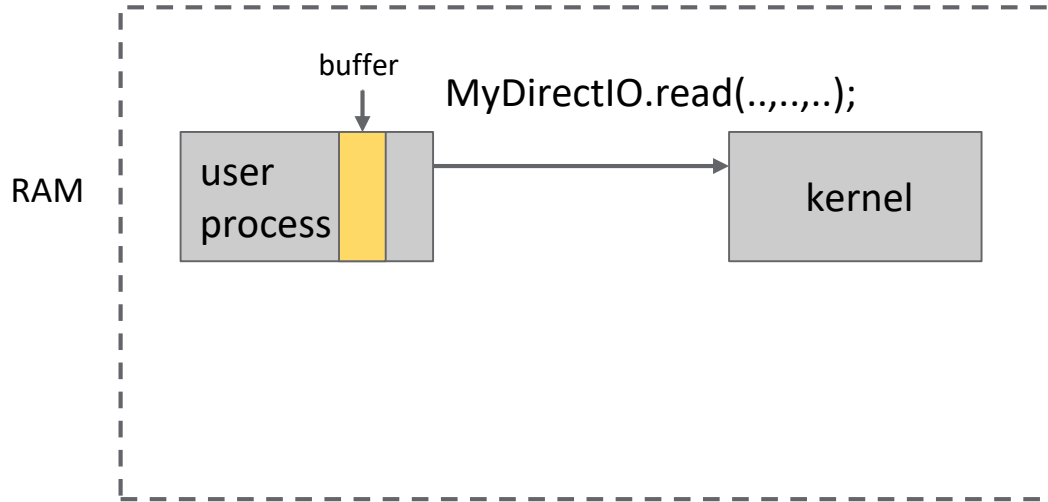 buffer
MyDirectIO.read(..,..,..);
RAM
user
process
kernel